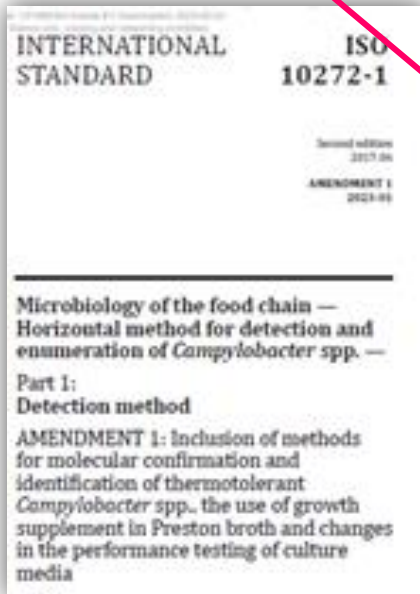 INTERNATIONAL ISO
STANDARD 10272-1
Second edition
2017-06
AMENDMENT 1
2023-01
Microbiology of the food chain —
Horizontal method for detection and
enumeration of Campylobacter spp. —
Part 1:
Detection method
AMENDMENT 1: Inclusion of methods
for molecular confirmation and
identification of thermotolerant
Campylobacter spp., the use of growth
supplement in Preston broth and changes
in the performance testing of culture
media